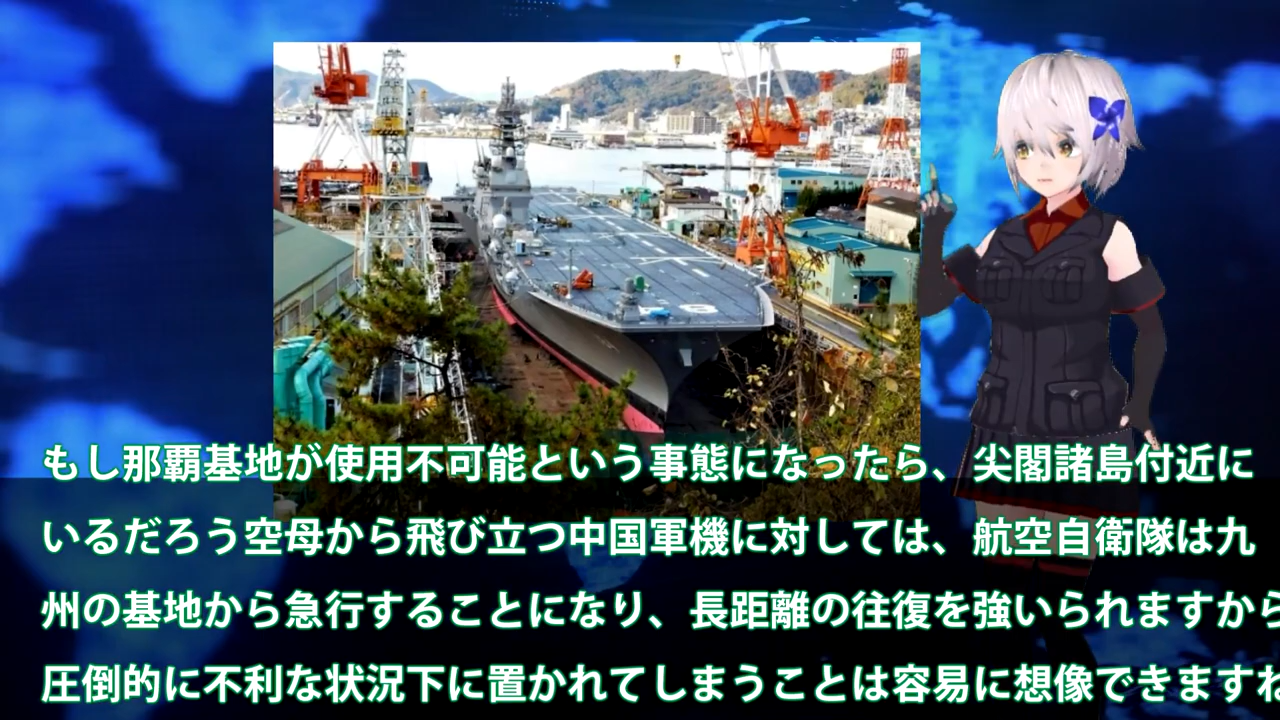 もし那覇基地が使用不可能という事態になったら、尖閣諸島付近に
いるだろう空母から飛び立つ中国軍機に対しては、航空自衛隊は九
州の基地から急行することになり、長距離の往復を強いられますから
圧倒的に不利な状況下に置かれてしまうことは容易に想像できますね